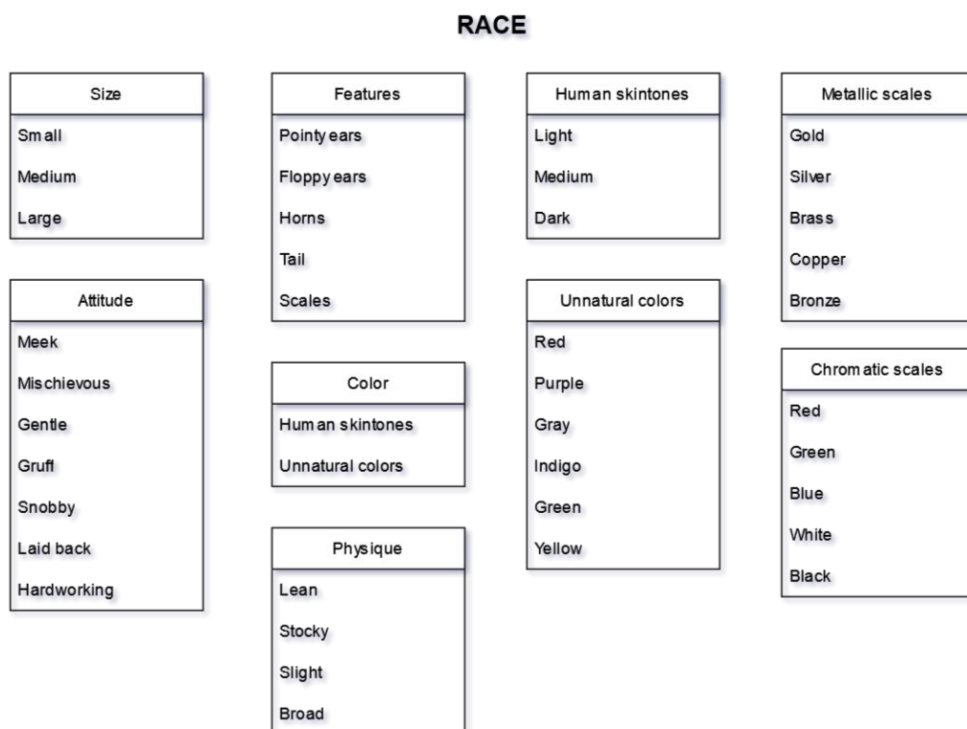 RACE
Size
Small
Medium
Large
Attitude
Meek
Mischievous
Gentle
Gruff
Snobby
Laid back
Hardworking
Features
Pointy ears
Floppy ears
Horns
Tail
Scales
Color
Human skintones
Unnatural colors
Physique
Lean
Stocky
Slight
Broad
Human skintones
Light
Medium
Dark
Unnatural colors
Red
Purple
Gray
Indigo
Green
Yellow
Metallic scales
Gold
Silver
Brass
Copper
Bronze
Chromatic scales
Red
Green
Blue
White
Black